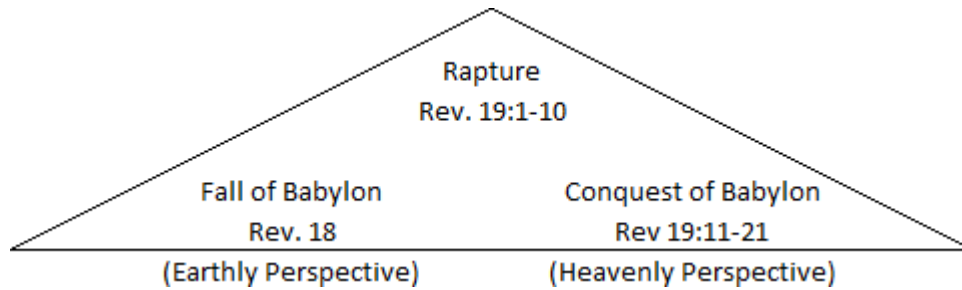 Rapture
Rev. 19:1-10
Fall of Babylon
Rev. 18
(Earthly Perspective)
Conquest of Babylon
Rev 19:11-21
(Heavenly Perspective)